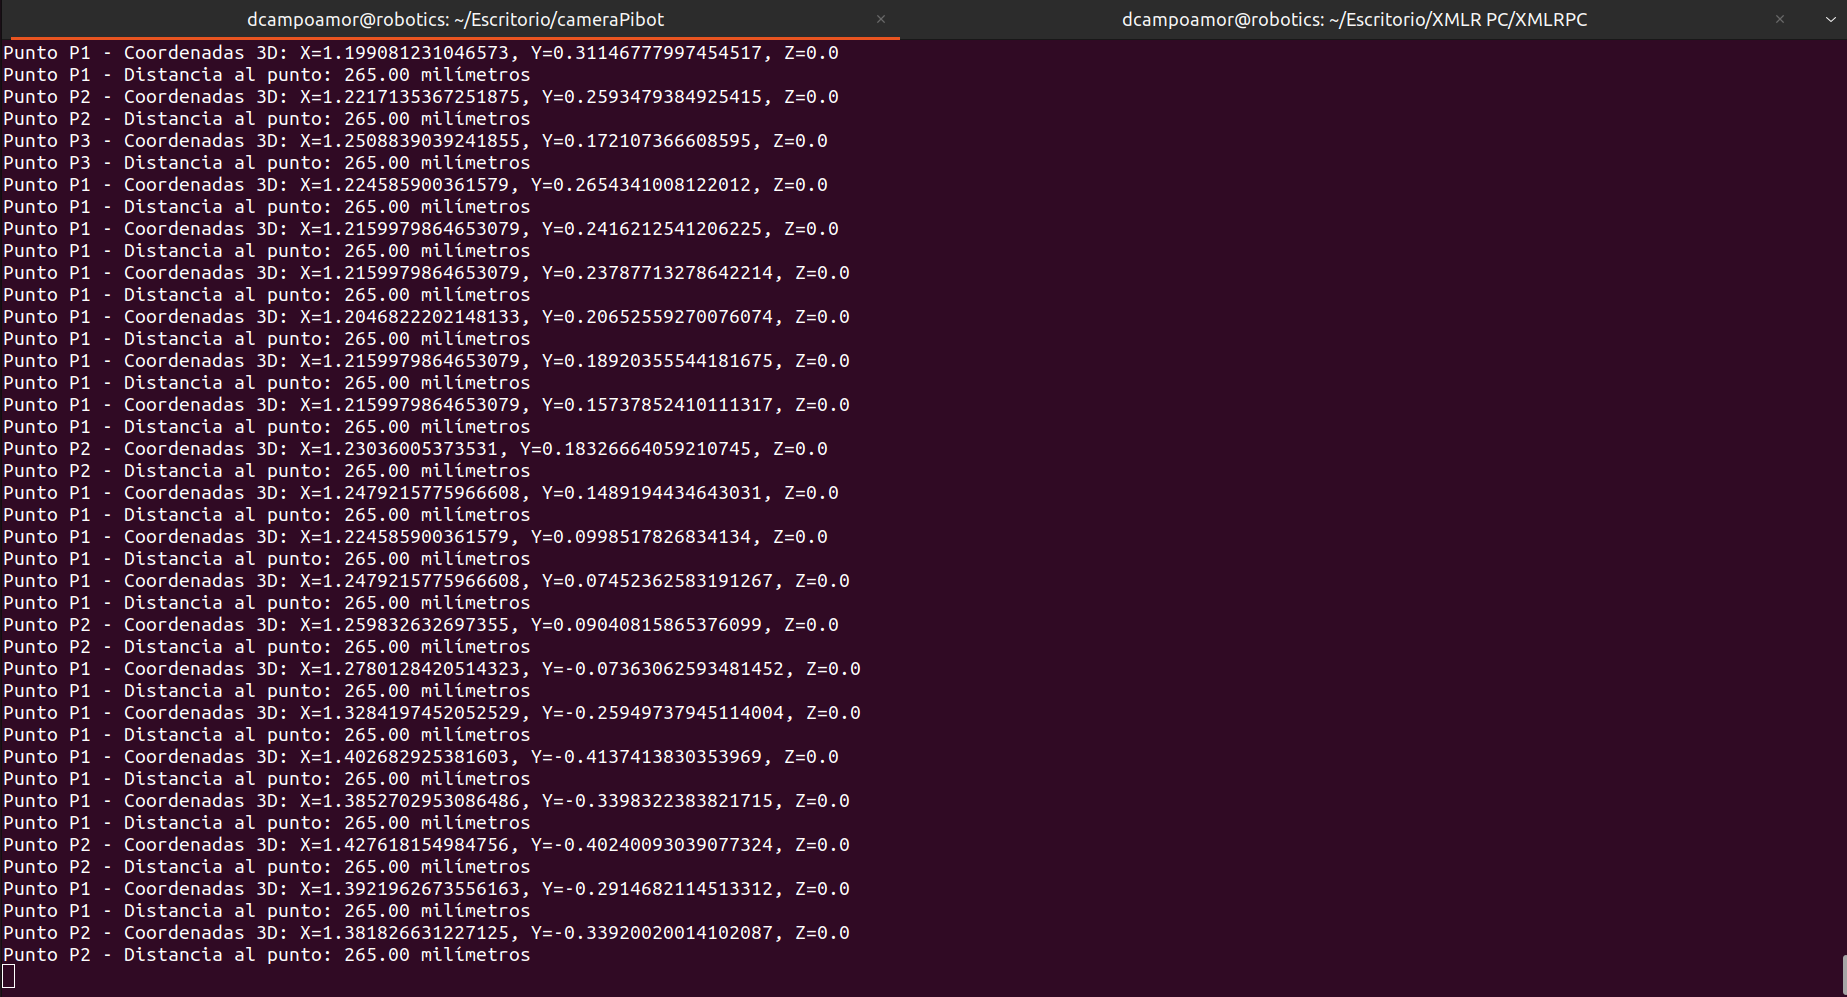 dcampoamor@robotics: ~/Escritorio/cameraPibot × dcampoamor@robotics: ~/Escritorio/XMLR PC/XMLRPC ×
Punto P1 - Coordenadas 3D: X=1.199081231046573, Y=0.31146777997454517, Z=0.0
Punto P1 - Distancia al punto: 265.00 milímetros
Punto P2 - Coordenadas 3D: X=1.2217135367251875, Y=0.2593479384925415, Z=0.0
Punto P2 - Distancia al punto: 265.00 milímetros
Punto P3 - Coordenadas 3D: X=1.2508839039241855, Y=0.172107366608595, Z=0.0
Punto P3 - Distancia al punto: 265.00 milímetros
Punto P1 - Coordenadas 3D: X=1.224585900361579, Y=0.2654341008122012, Z=0.0
Punto P1 - Distancia al punto: 265.00 milímetros
Punto P1 - Coordenadas 3D: X=1.2159979864653079, Y=0.2416212541206225, Z=0.0
Punto P1 - Distancia al punto: 265.00 milímetros
Punto P1 - Coordenadas 3D: X=1.2159979864653079, Y=0.23787713278642214, Z=0.0
Punto P1 - Distancia al punto: 265.00 milímetros
Punto P1 - Coordenadas 3D: X=1.2046822202148133, Y=0.20652559270076074, Z=0.0
Punto P1 - Distancia al punto: 265.00 milímetros
Punto P1 - Coordenadas 3D: X=1.2159979864653079, Y=0.18920355544181675, Z=0.0
Punto P1 - Distancia al punto: 265.00 milímetros
Punto P1 - Coordenadas 3D: X=1.2159979864653079, Y=0.15737852410111317, Z=0.0
Punto P1 - Distancia al punto: 265.00 milímetros
Punto P2 - Coordenadas 3D: X=1.23036005373531, Y=0.18326664059210745, Z=0.0
Punto P2 - Distancia al punto: 265.00 milímetros
Punto P1 - Coordenadas 3D: X=1.2479215775966608, Y=0.1489194434643031, Z=0.0
Punto P1 - Distancia al punto: 265.00 milímetros
Punto P1 - Coordenadas 3D: X=1.224585900361579, Y=0.0998517826834134, Z=0.0
Punto P1 - Distancia al punto: 265.00 milímetros
Punto P1 - Coordenadas 3D: X=1.2479215775966608, Y=0.07452362583191267, Z=0.0
Punto P1 - Distancia al punto: 265.00 milímetros
Punto P2 - Coordenadas 3D: X=1.259832632697355, Y=0.09040815865376099, Z=0.0
Punto P2 - Distancia al punto: 265.00 milímetros
Punto P1 - Coordenadas 3D: X=1.2780128420514323, Y=-0.07363062593481452, Z=0.0
Punto P1 - Distancia al punto: 265.00 milímetros
Punto P1 - Coordenadas 3D: X=1.3284197452052529, Y=-0.25949737945114004, Z=0.0
Punto P1 - Distancia al punto: 265.00 milímetros
Punto P1 - Coordenadas 3D: X=1.402682925381603, Y=-0.4137413830353969, Z=0.0
Punto P1 - Distancia al punto: 265.00 milímetros
Punto P1 - Coordenadas 3D: X=1.3852702953086486, Y=-0.3398322383821715, Z=0.0
Punto P1 - Distancia al punto: 265.00 milímetros
Punto P2 - Coordenadas 3D: X=1.427618154984756, Y=-0.40240093039077324, Z=0.0
Punto P2 - Distancia al punto: 265.00 milímetros
Punto P1 - Coordenadas 3D: X=1.3921962673556163, Y=-0.2914682114513312, Z=0.0
Punto P1 - Distancia al punto: 265.00 milímetros
Punto P2 - Coordenadas 3D: X=1.381826631227125, Y=-0.33920020014102087, Z=0.0
Punto P2 - Distancia al punto: 265.00 milímetros